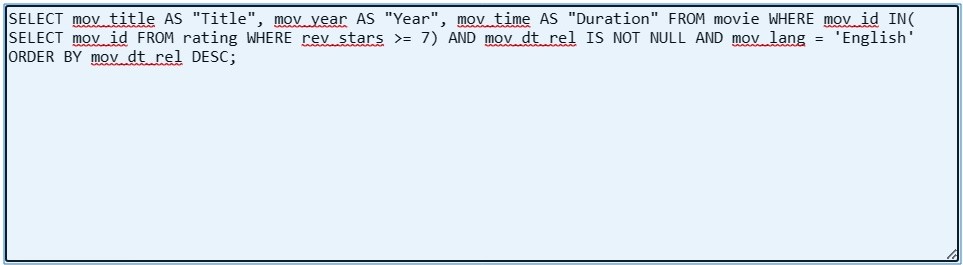 SELECT mov_title AS "Title", mov_year AS "Year", mov_time AS "Duration" FROM movie WHERE mov_id IN(
SELECT mov_id FROM rating WHERE rev_stars >= 7) AND mov_dt_rel IS NOT NULL AND mov_lang = 'English'
ORDER BY mov_dt_rel DESC;